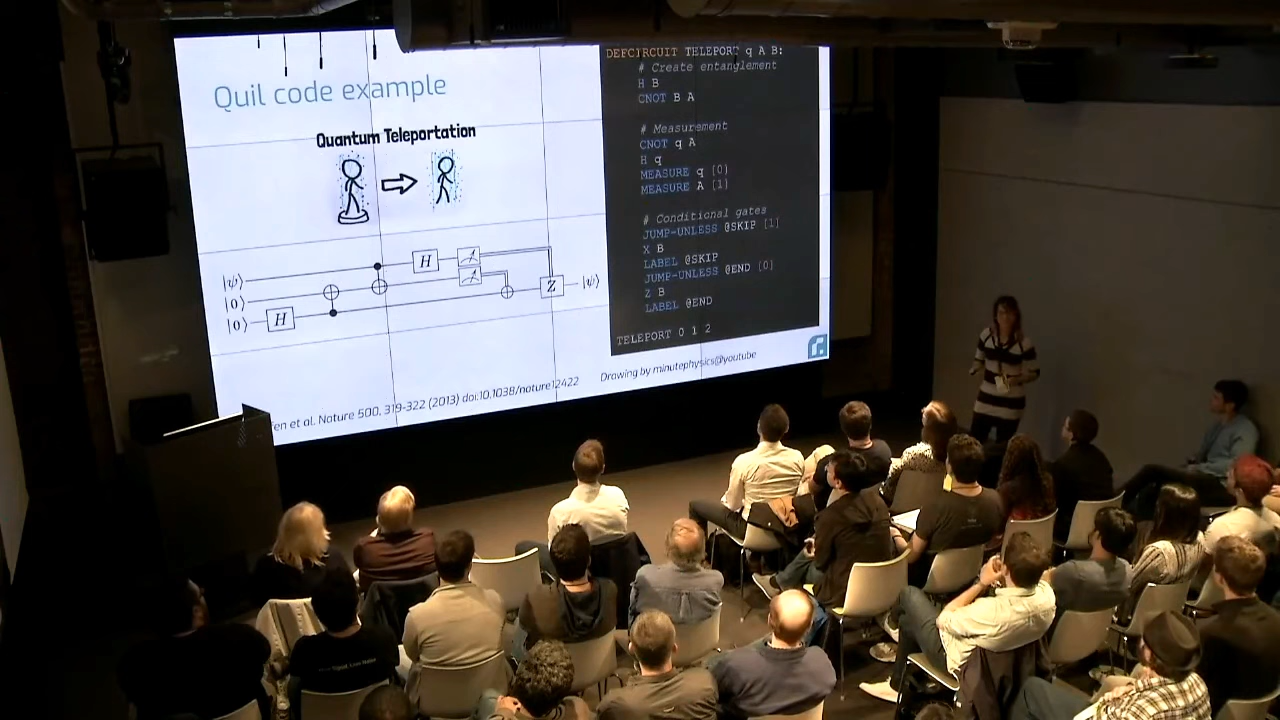 Quil code example
Quantum Teleportation
|ψ⟩
|0⟩
|0⟩
H
H
Z
|ψ⟩
fen et al. Nature 500, 319-322 (2013) doi:10.1038/nature12422
Drawing by minutephysics@youtube
DEFCIRCUIT TELEPORT q A B:
# Create entanglement
H B
CNOT B A
# Measurement
CNOT q A
H q
MEASURE q [0]
MEASURE A [1]
# Conditional gates
JUMP-UNLESS @SKIP [1]
X B
LABEL @SKIP
JUMP-UNLESS @END [0]
Z B
LABEL @END
TELEPORT 0 1 2